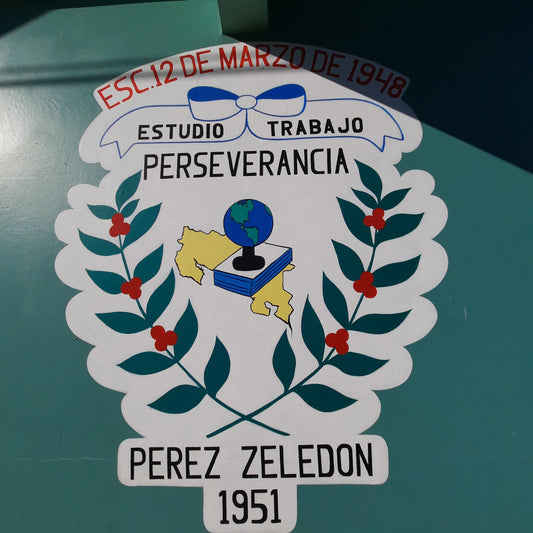 ESC.12 DE MARZO DE 1948
ESTUDIO TRABAJO
PERSEVERANCIA
PEREZ ZELEDON
1951